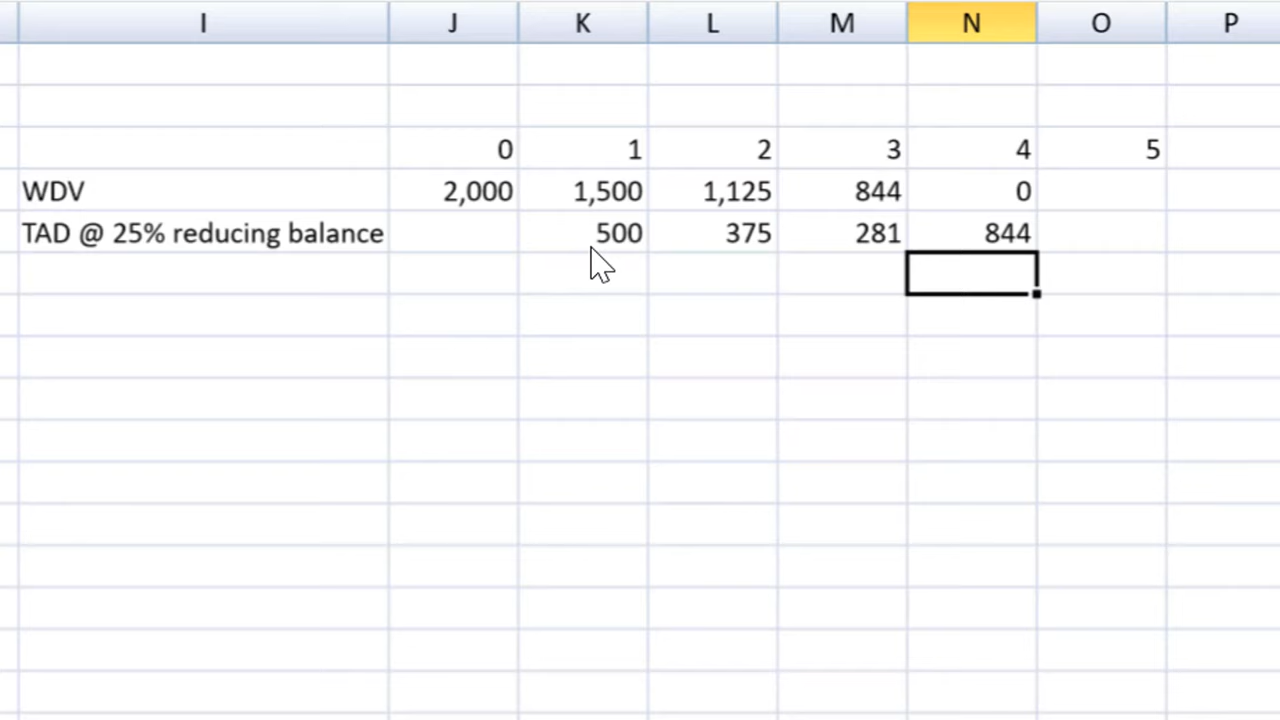 I J K L M N O P
0 1 2 3 4 5
WDV 2,000 1,500 1,125 844 0
TAD @ 25% reducing balance 500 375 281 844